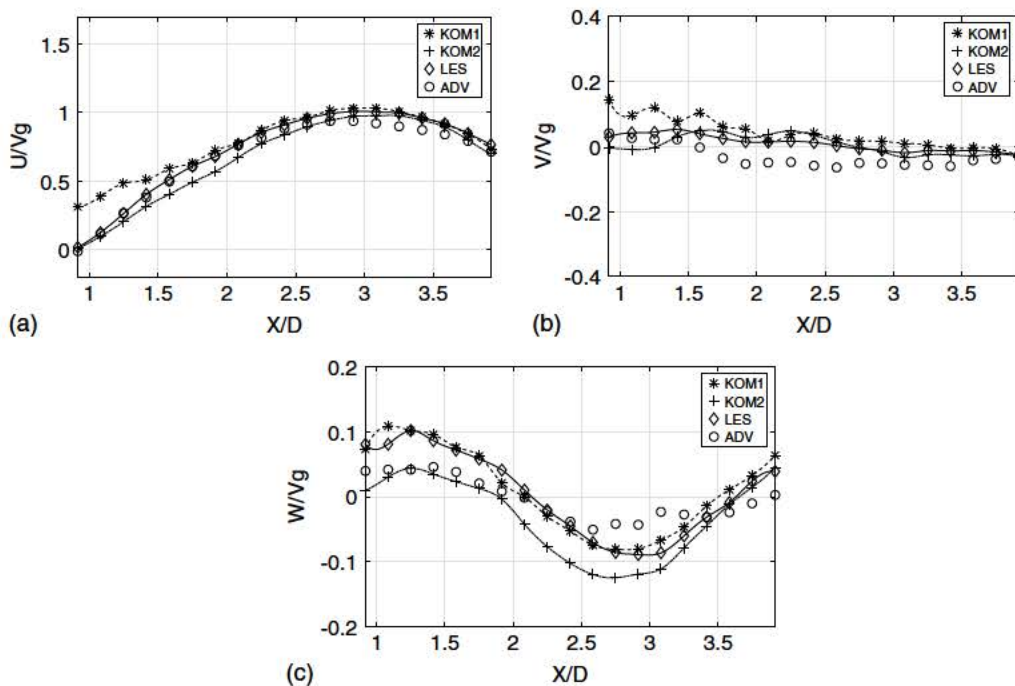 1.5
1
0.5
0
U/Vg
1 1.5 2 2.5 3 3.5
X/D
KOM1
KOM2
LES
ADV
(a)
0.4
0.2
0
-0.2
-0.4
V/Vg
1 1.5 2 2.5 3 3.5
X/D
KOM1
KOM2
LES
ADV
(b)
0.2
0.1
0
-0.1
-0.2
W/Vg
1 1.5 2 2.5 3 3.5
X/D
KOM1
KOM2
LES
ADV
(c)